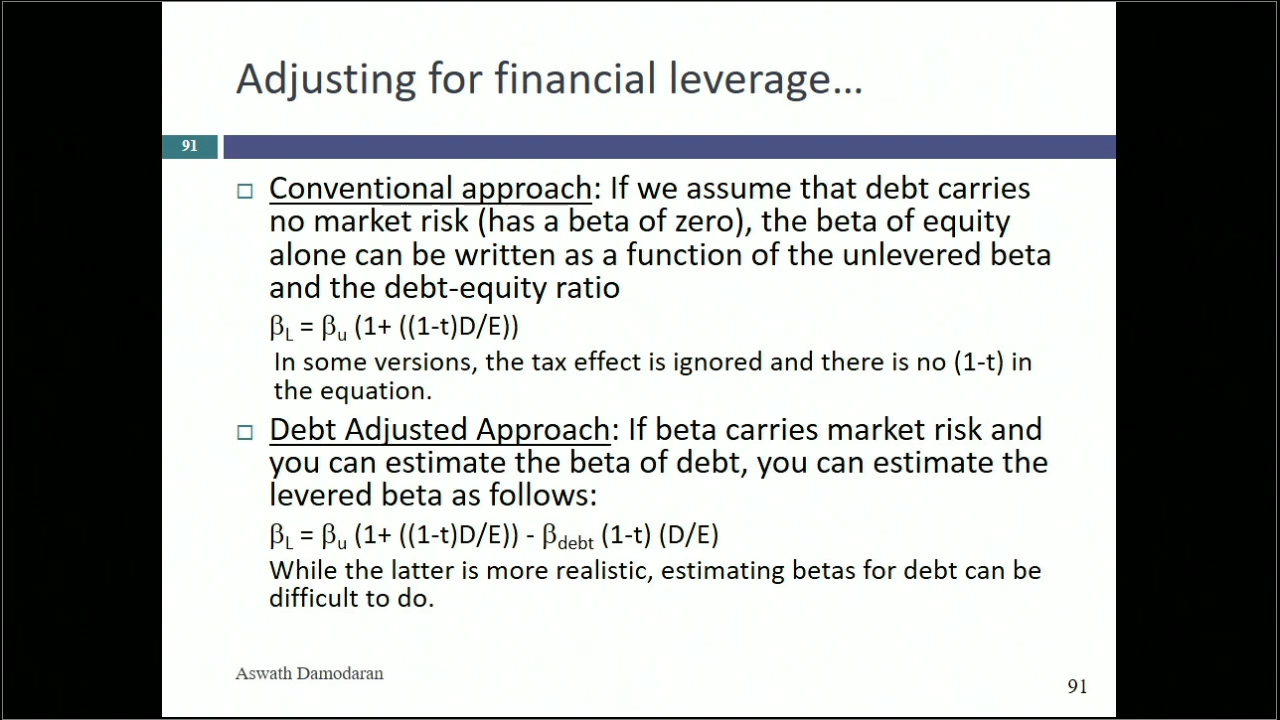 Adjusting for financial leverage...
91
Conventional approach: If we assume that debt carries
no market risk (has a beta of zero), the beta of equity
alone can be written as a function of the unlevered beta
and the debt-equity ratio
βL = βu (1+ ((1-t)D/E))
In some versions, the tax effect is ignored and there is no (1-t) in
the equation.
Debt Adjusted Approach: If beta carries market risk and
you can estimate the beta of debt, you can estimate the
levered beta as follows:
βL = βu (1+ ((1-t)D/E)) - βdebt (1-t) (D/E)
While the latter is more realistic, estimating betas for debt can be
difficult to do.
Aswath Damodaran
91